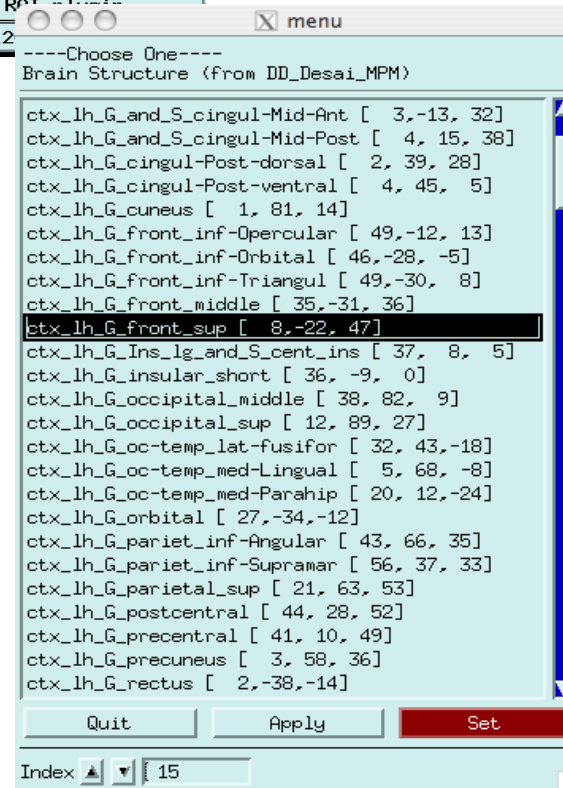 ROI plugin
2
menu
----Choose One----
Brain Structure (from DD_Desai_MPM)
ctx_lh_G_and_S_cingul-Mid-Ant [  3,-13, 32]
ctx_lh_G_and_S_cingul-Mid-Post [  4, 15, 38]
ctx_lh_G_cingul-Post-dorsal [  2, 39, 28]
ctx_lh_G_cingul-Post-ventral [  4, 45,  5]
ctx_lh_G_cuneus [  1, 81, 14]
ctx_lh_G_front_inf-Opercular [ 49,-12, 13]
ctx_lh_G_front_inf-Orbital [ 46,-28, -5]
ctx_lh_G_front_inf-Triangul [ 49,-30,  8]
ctx_lh_G_front_middle [ 35,-31, 36]
ctx_lh_G_front_sup [  8,-22, 47]
ctx_lh_G_Ins_lg_and_S_cent_ins [ 37,  8,  5]
ctx_lh_G_insular_short [ 36, -9,  0]
ctx_lh_G_occipital_middle [ 38, 82,  9]
ctx_lh_G_occipital_sup [ 12, 89, 27]
ctx_lh_G_oc-temp_lat-fusifor [ 32, 43,-18]
ctx_lh_G_oc-temp_med-Lingual [  5, 68, -8]
ctx_lh_G_oc-temp_med-Parahip [ 20, 12,-24]
ctx_lh_G_orbital [ 27,-34,-12]
ctx_lh_G_pariet_inf-Angular [ 43, 66, 35]
ctx_lh_G_pariet_inf-Supramar [ 56, 37, 33]
ctx_lh_G_parietal_sup [ 21, 63, 53]
ctx_lh_G_postcentral [ 44, 28, 52]
ctx_lh_G_precentral [ 41, 10, 49]
ctx_lh_G_precuneus [  3, 58, 36]
ctx_lh_G_rectus [  2,-38,-14]
Quit Apply Set
Index 15